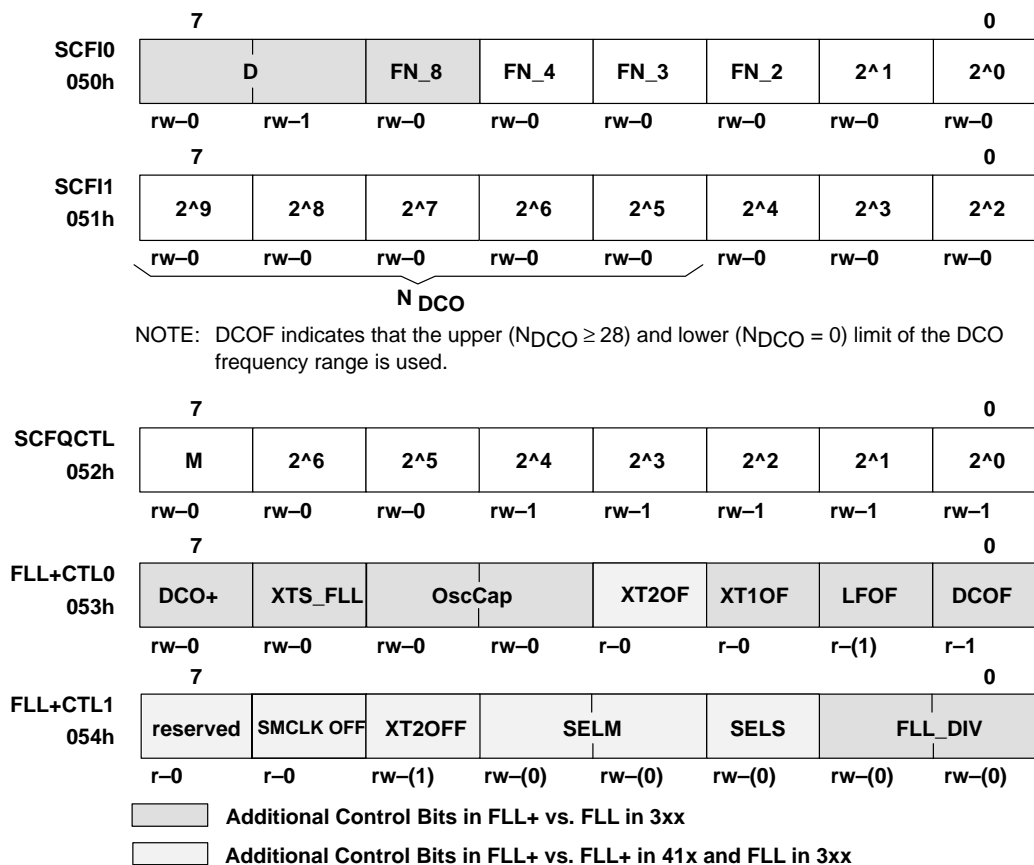 7 0
SCFI0
050h
D FN_8 FN_4 FN_3 FN_2 2^1 2^0
rw–0 rw–1 rw–0 rw–0 rw–0 rw–0 rw–0 rw–0
7 0
SCFI1
051h
2^9 2^8 2^7 2^6 2^5 2^4 2^3 2^2
rw–0 rw–0 rw–0 rw–0 rw–0 rw–0 rw–0 rw–0
N DCO
NOTE: DCOF indicates that the upper (NDCO ≥ 28) and lower (NDCO = 0) limit of the DCO
frequency range is used.
7 0
SCFQCTL
052h
M 2^6 2^5 2^4 2^3 2^2 2^1 2^0
rw–0 rw–0 rw–0 rw–1 rw–1 rw–1 rw–1 rw–1
7 0
FLL+CTL0
053h
DCO+ XTS_FLL OscCap XT2OF XT1OF LFOF DCOF
rw–0 rw–0 rw–0 rw–0 r–0 r–0 r–(1) r–1
7 0
FLL+CTL1
054h
reserved SMCLK OFF XT2OFF SELM SELS FLL_DIV
r–0 r–0 rw–(1) rw–(0) rw–(0) rw–(0) rw–(0) rw–(0)
Additional Control Bits in FLL+ vs. FLL in 3xx
Additional Control Bits in FLL+ vs. FLL+ in 41x and FLL in 3xx